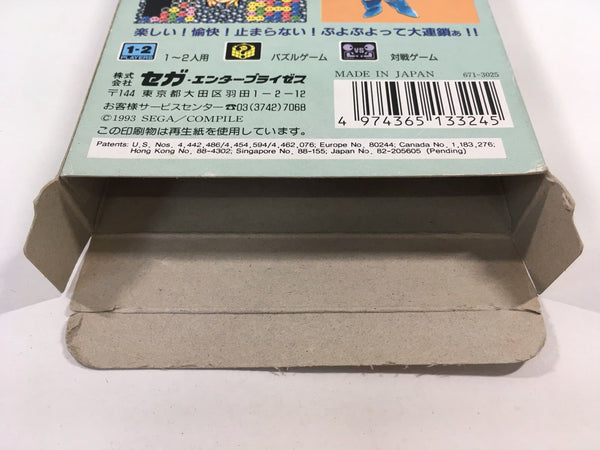 楽しい！愉快！止まらない！ぷよぷよって大連鎖ぁ！！
1-2 PLAYERS 1～2人用 パズルゲーム VS 対戦ゲーム
MADE IN JAPAN 671-3025
株式会社 セガ・エンタープライゼス
〒144 東京都大田区羽田1-2-12
お客様サービスセンター ☎03(3742)7068
©1993 SEGA／COMPILE
この印刷物は再生紙を使用しています。
4 974365 133245
Patents: U.S. Nos. 4,442,486/4,454,594/4,462,076; Europe No. 80244; Canada No. 1,183,276;
Hong Kong No. 88-4302; Singapore No. 88-155; Japan No. 82-205605 (Pending)